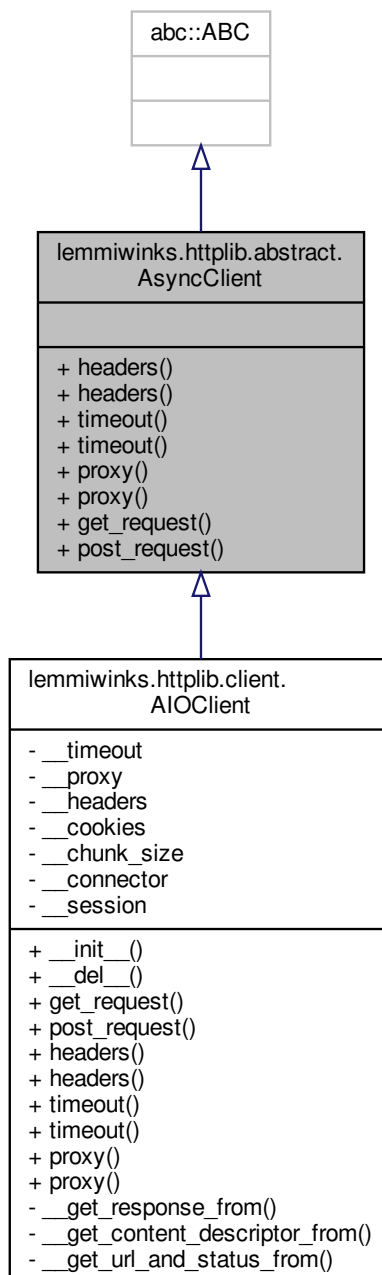 abc::ABC
lemmiwinks.httplib.abstract.
AsyncClient
+ headers()
+ headers()
+ timeout()
+ timeout()
+ proxy()
+ proxy()
+ get_request()
+ post_request()
lemmiwinks.httplib.client.
AIOClient
- __timeout
- __proxy
- __headers
- __cookies
- __chunk_size
- __connector
- __session
+ __init__()
+ __del__()
+ get_request()
+ post_request()
+ headers()
+ headers()
+ timeout()
+ timeout()
+ proxy()
+ proxy()
- __get_response_from()
- __get_content_descriptor_from()
- __get_url_and_status_from()